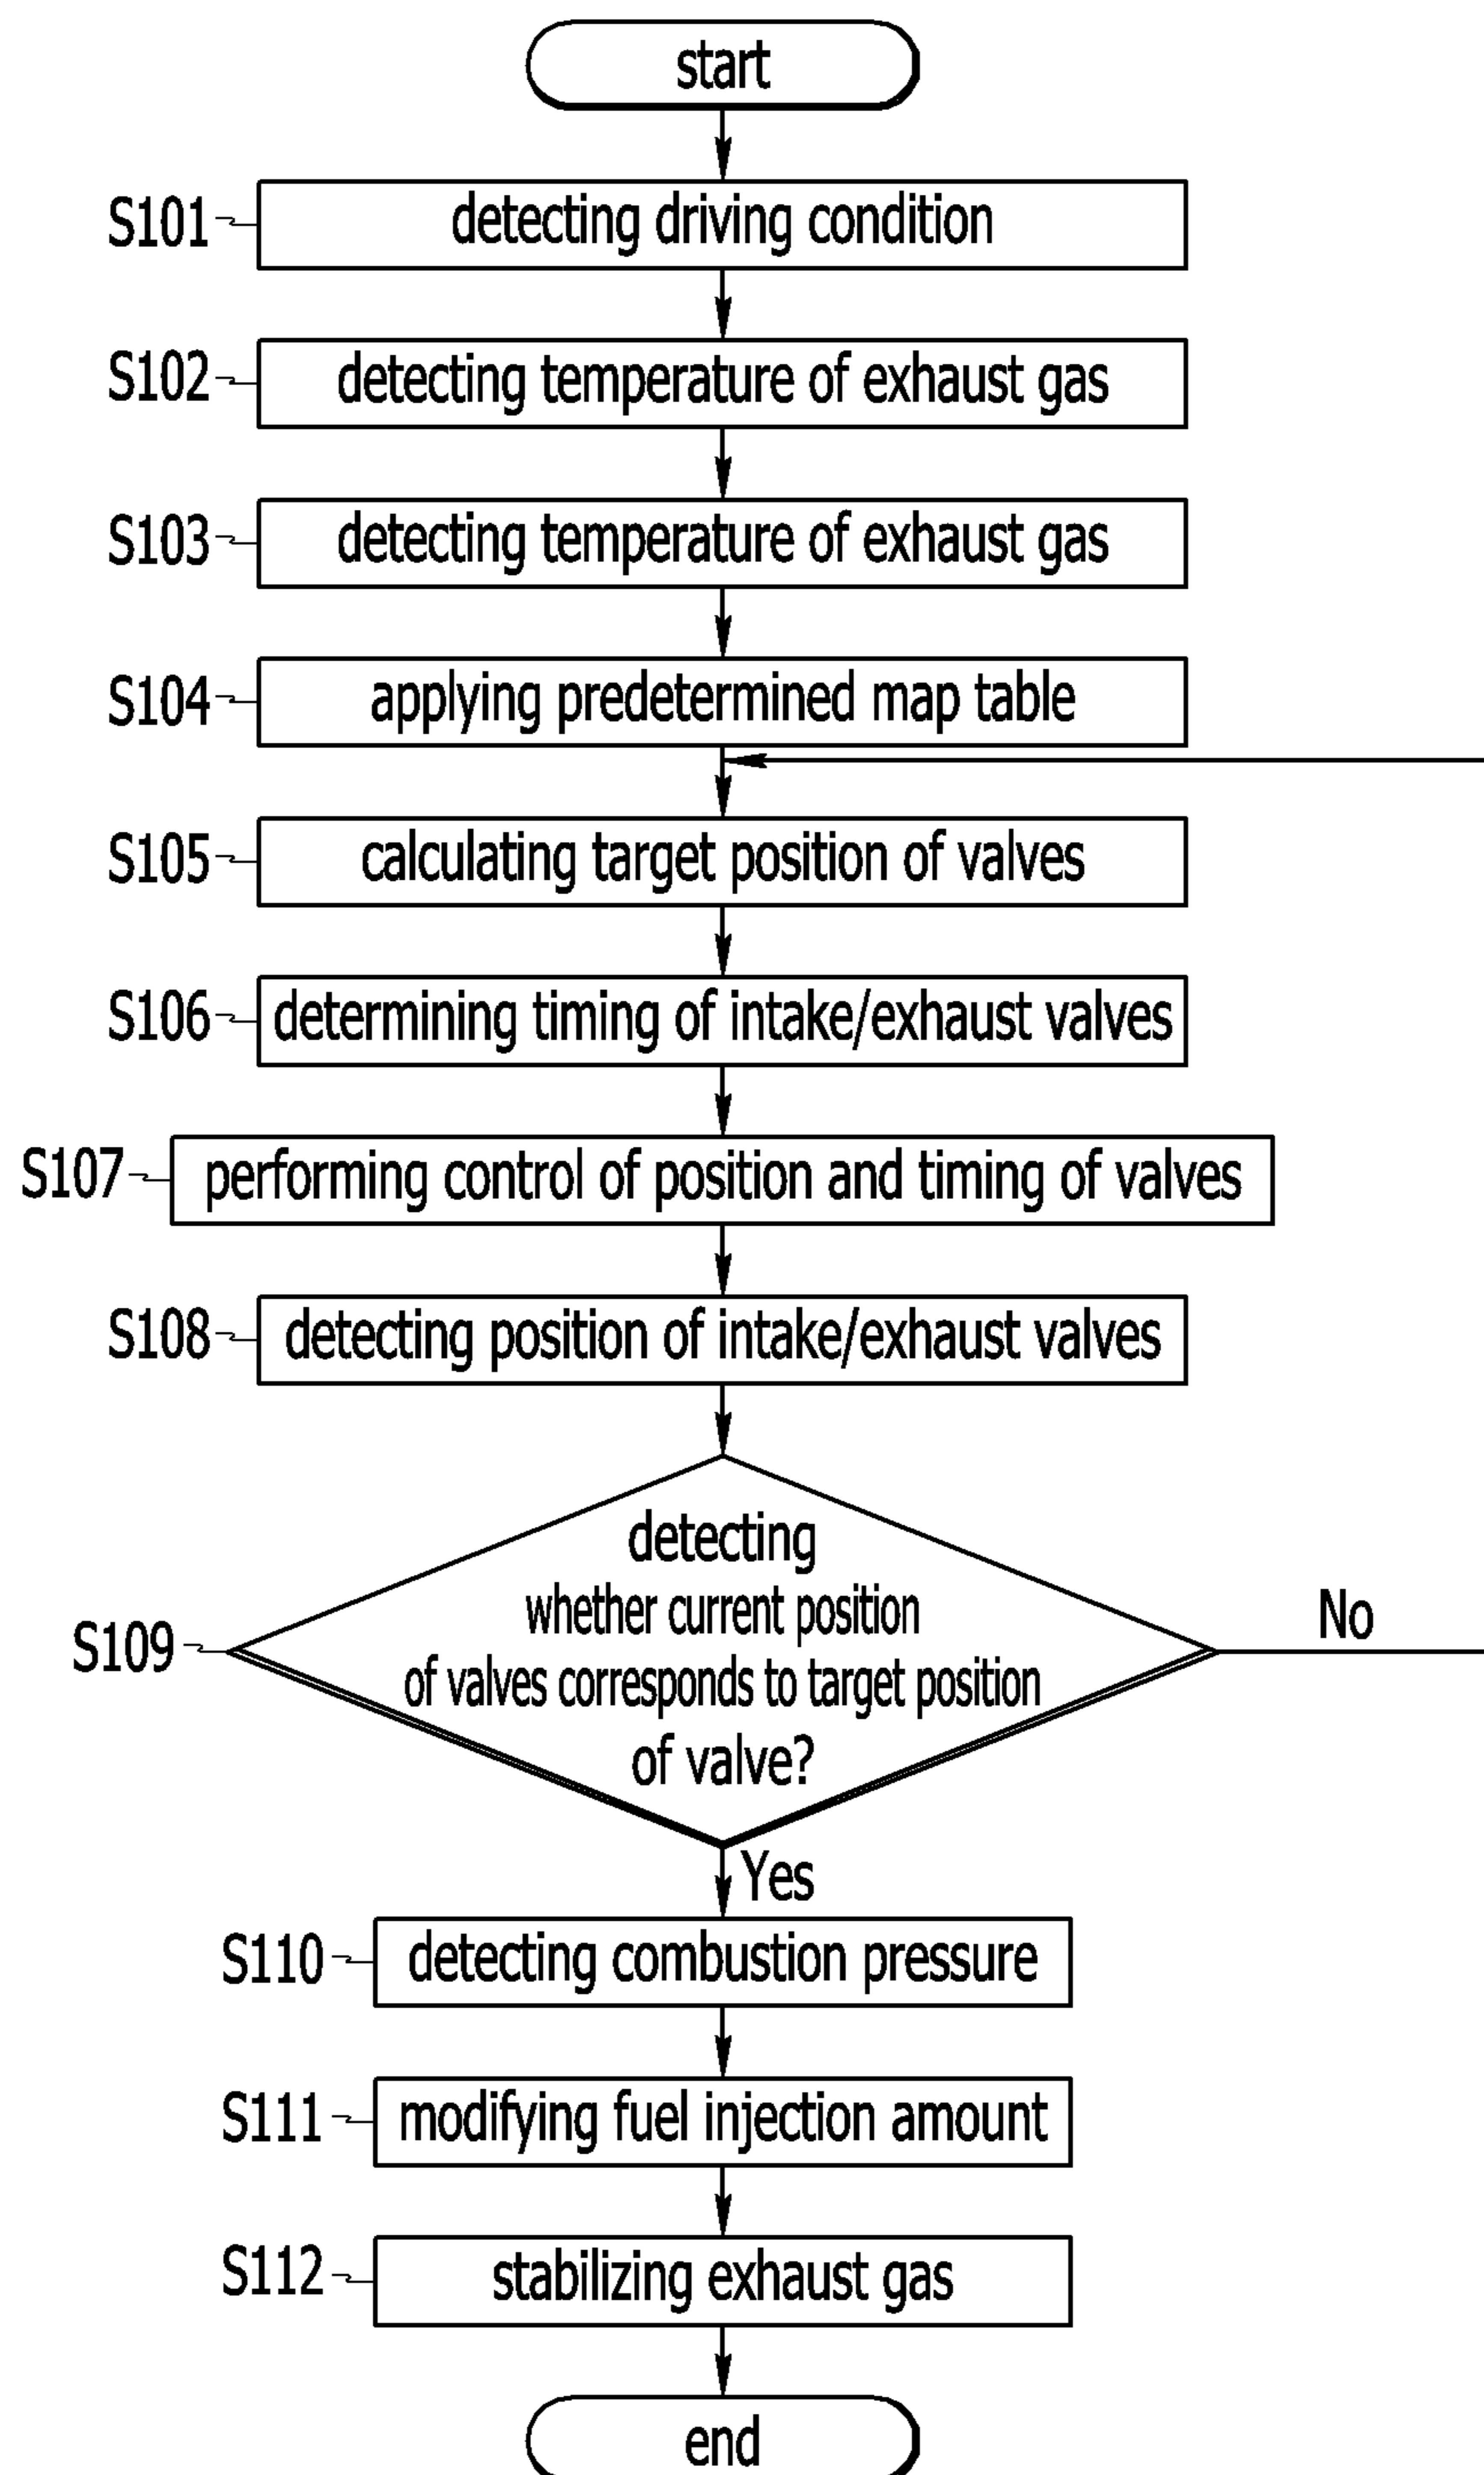 start
S101 detecting driving condition
S102 detecting temperature of exhaust gas
S103 detecting temperature of exhaust gas
S104 applying predetermined map table
S105 calculating target position of valves
S106 determining timing of intake/exhaust valves
S107 performing control of position and timing of valves
S108 detecting position of intake/exhaust valves
detecting
whether current position
of valves corresponds to target position
of valve?
S109
No
Yes
S110 detecting combustion pressure
S111 modifying fuel injection amount
S112 stabilizing exhaust gas
end